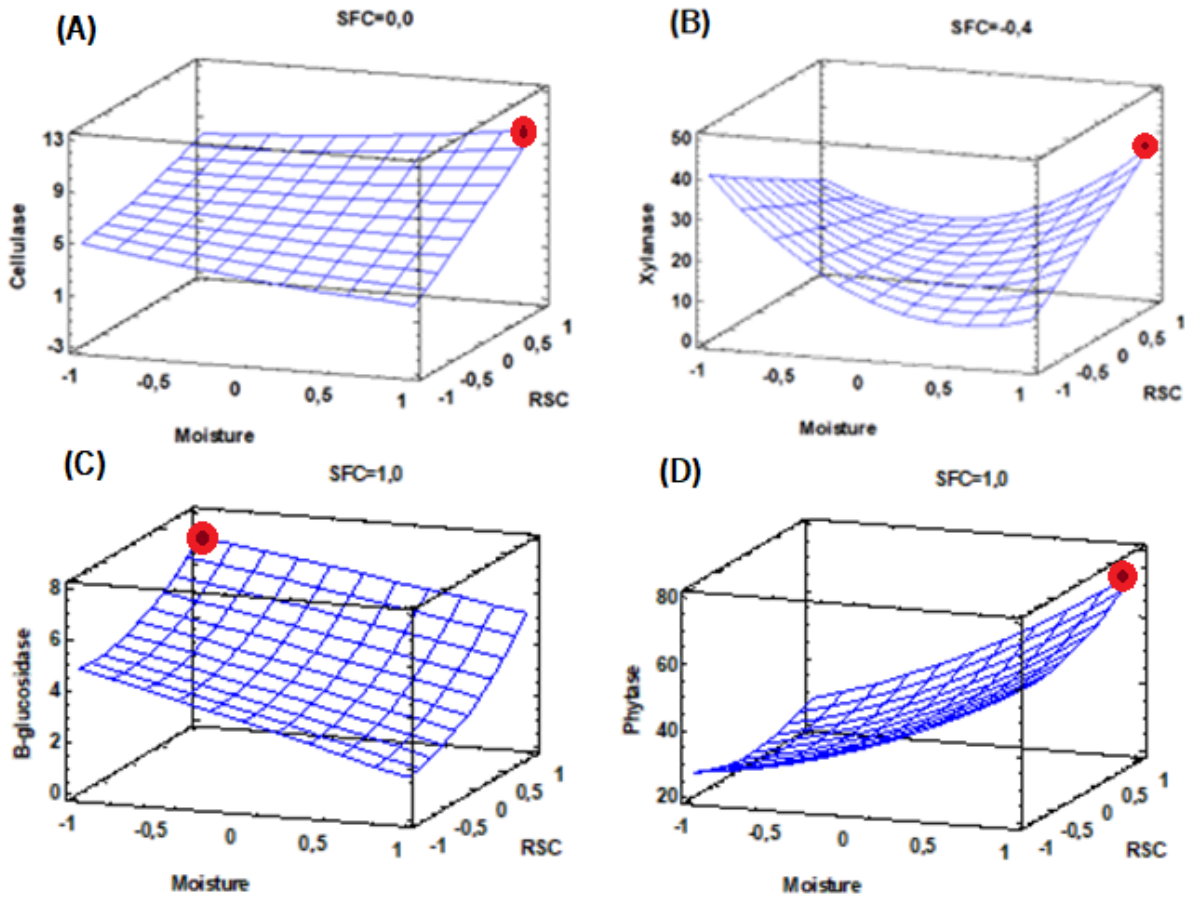 (A)
SFC=0,0
Cellulase
13
9
5
1
-3
-1 -0,5 0 0,5 1
Moisture
-1 -0,5 0 0,5 1
RSC
(B)
SFC=-0,4
Xylanase
50
40
30
20
10
0
-1 -0,5 0 0,5 1
Moisture
-1 -0,5 0 0,5 1
RSC
(C)
SFC=1,0
B-glucosidase
8
6
4
2
0
-1 -0,5 0 0,5 1
Moisture
-1 -0,5 0 0,5 1
RSC
(D)
SFC=1,0
Phytase
80
60
40
20
-1 -0,5 0 0,5 1
Moisture
-1 -0,5 0 0,5 1
RSC